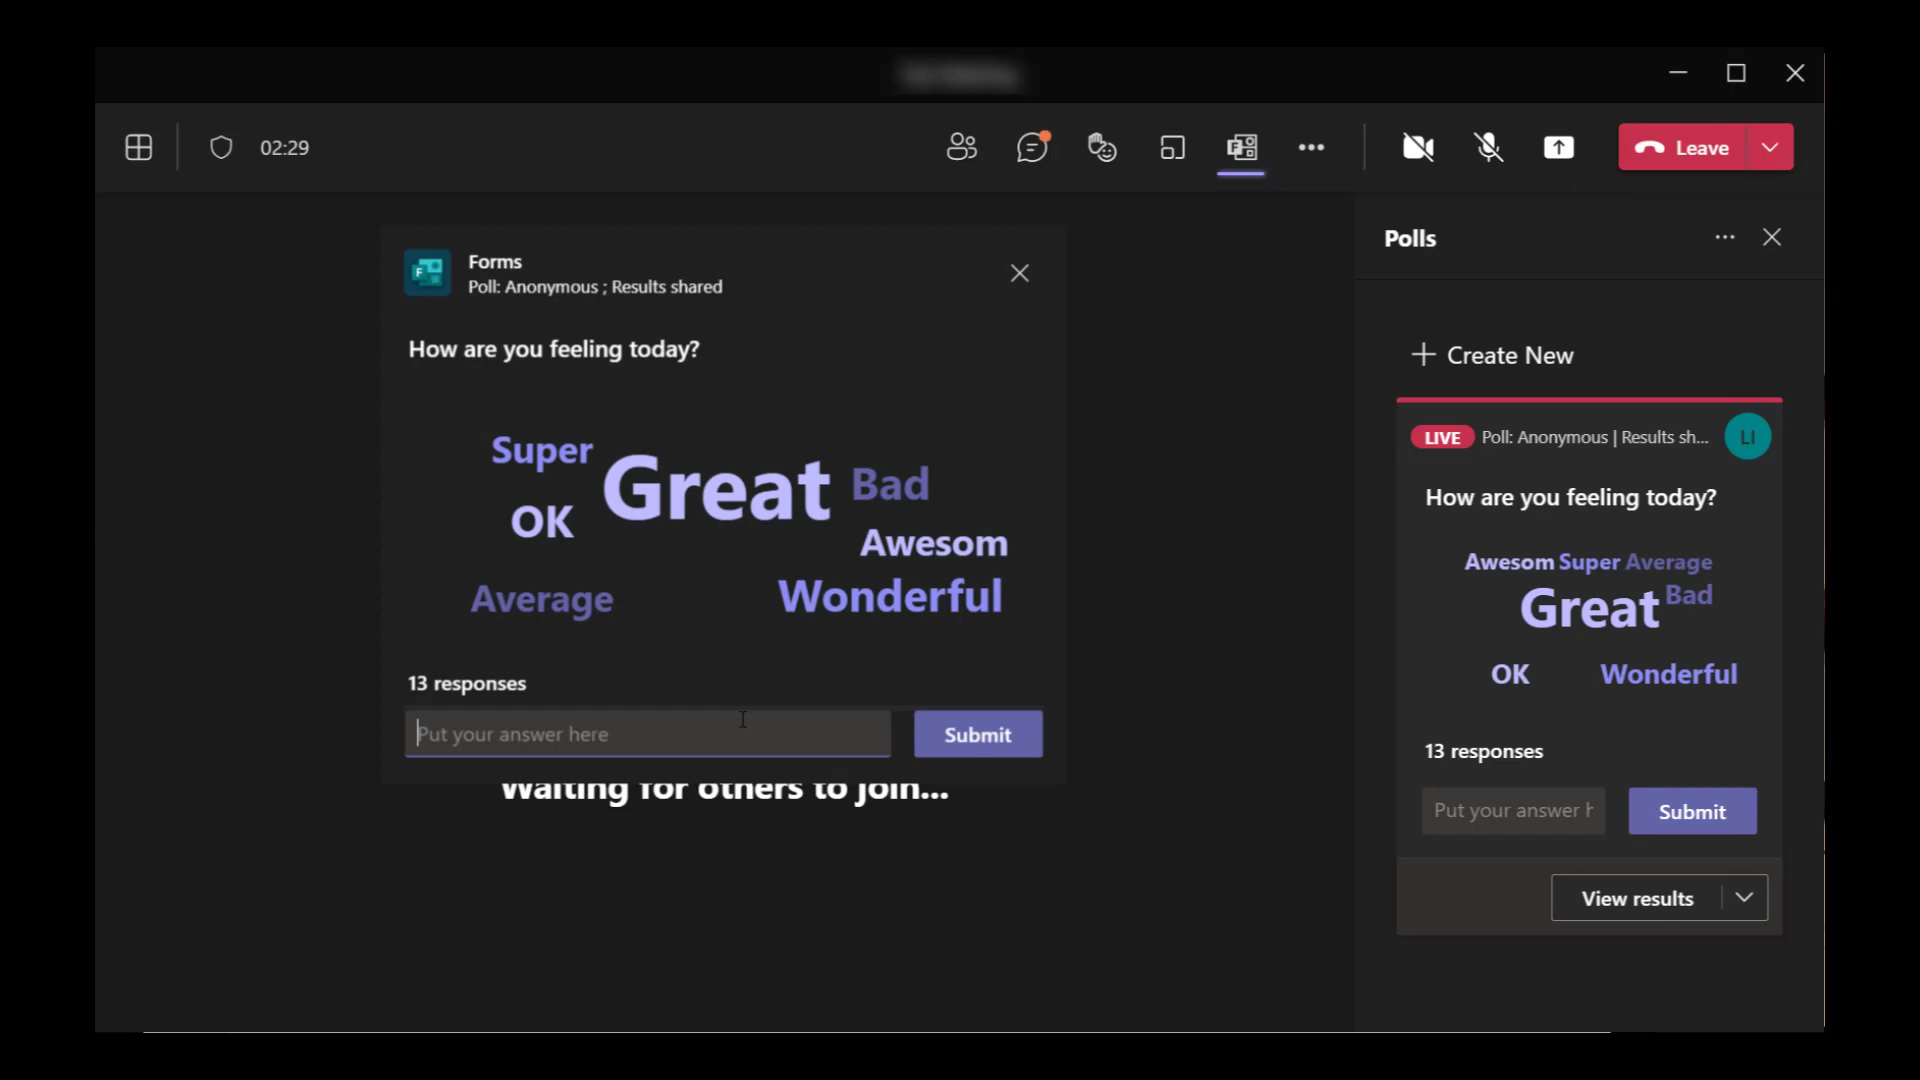 02:29
Leave
Forms
Poll: Anonymous ; Results shared
How are you feeling today?
Super
Great
Bad
OK
Awesom
Average
Wonderful
13 responses
Put your answer here
Submit
Waiting for others to join...
Polls
Create New
LIVE
Poll: Anonymous | Results sh...
LI
How are you feeling today?
Awesom Super Average
Great Bad
OK Wonderful
13 responses
Put your answer h
Submit
View results